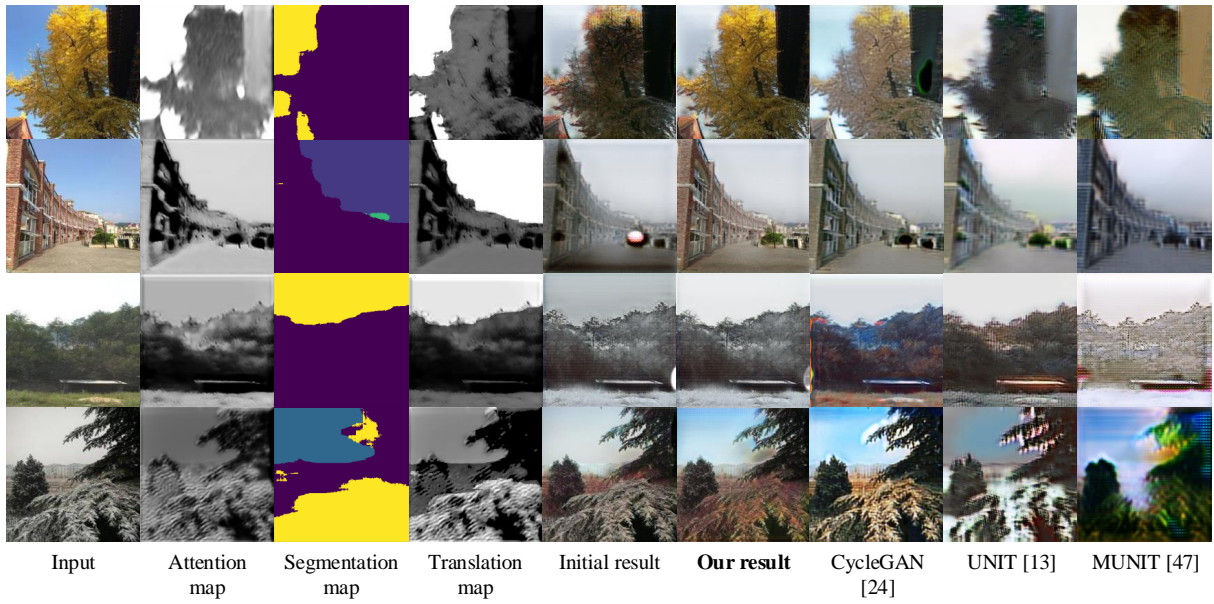 Input Attention Segmentation Translation Initial result Our result CycleGAN UNIT [13] MUNIT [47]
map map map [24]